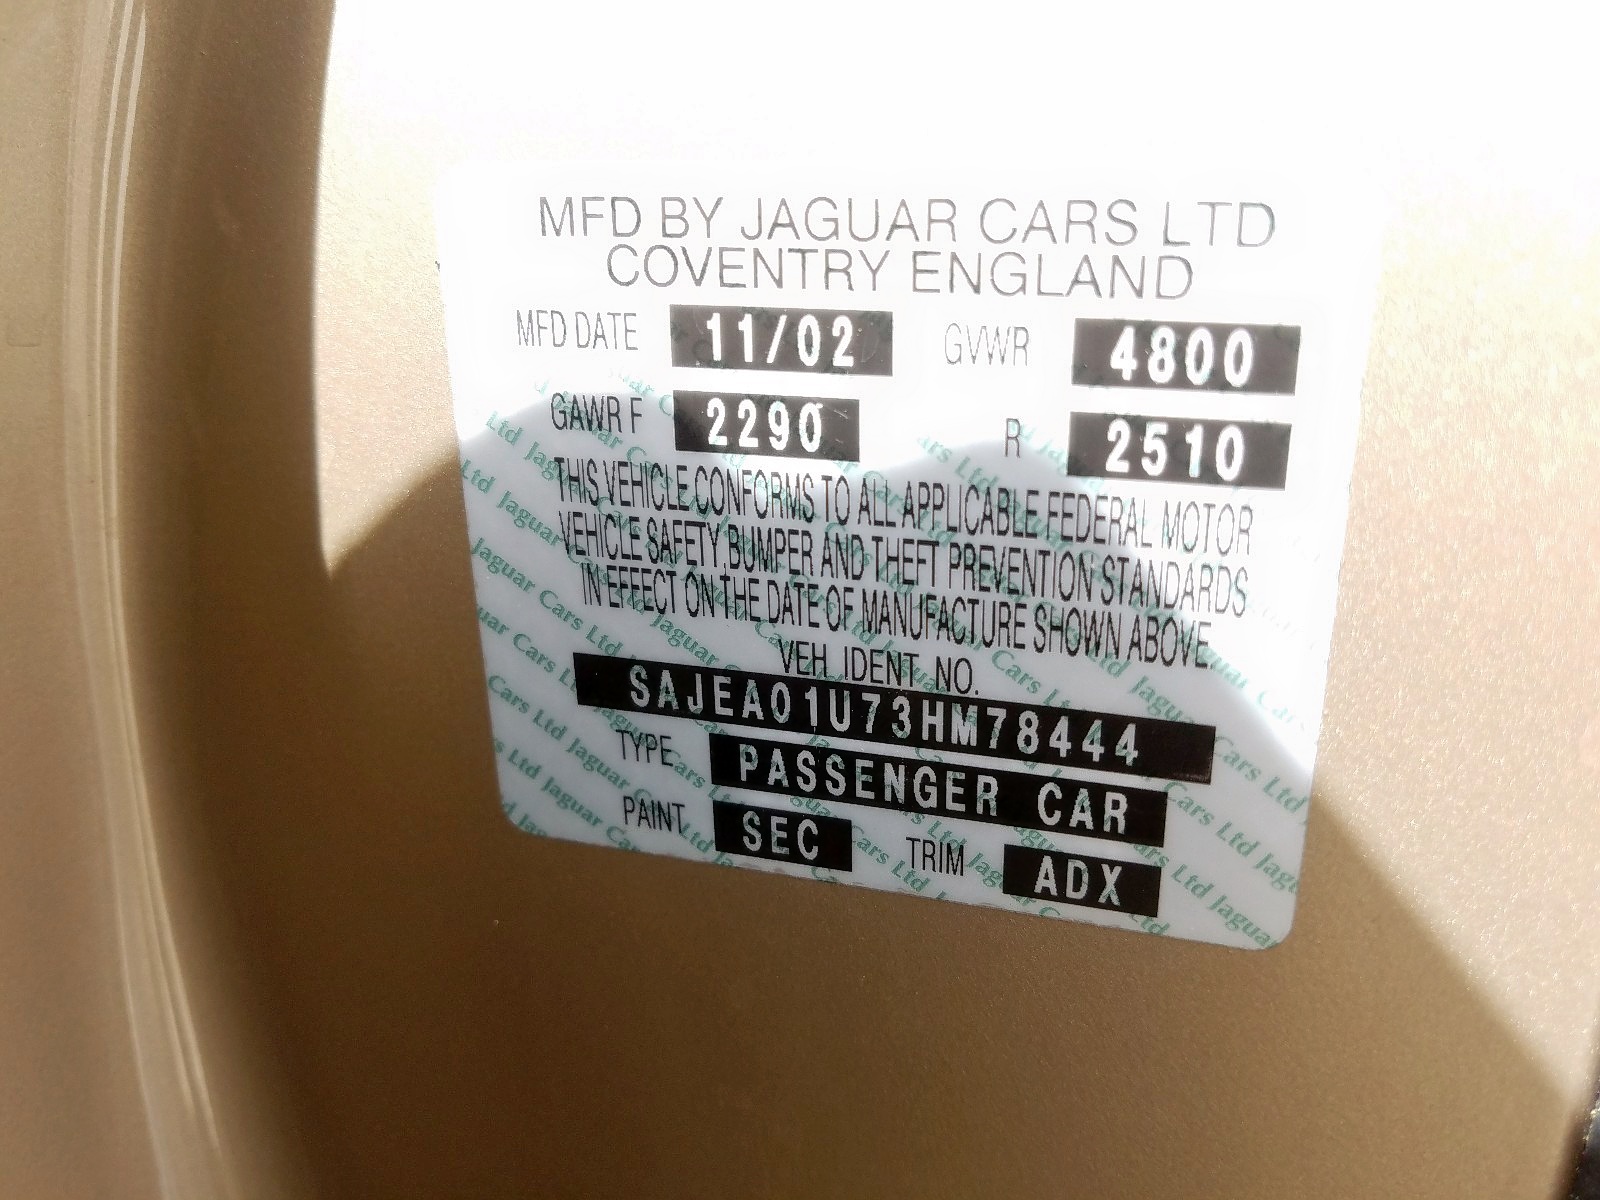 MFD BY JAGUAR CARS LTD
COVENTRY ENGLAND
MFD DATE 11/02 GVWR 4800
GAWR F 2290 R 2510
THIS VEHICLE CONFORMS TO ALL APPLICABLE FEDERAL MOTOR
VEHICLE SAFETY,BUMPER AND THEFT PREVENTION STANDARDS
IN EFFECT ON THE DATE OF MANUFACTURE SHOWN ABOVE.
VEH. IDENT. NO.
SAJEA01U73HM78444
TYPE PASSENGER CAR
PAINT SEC TRIM ADX